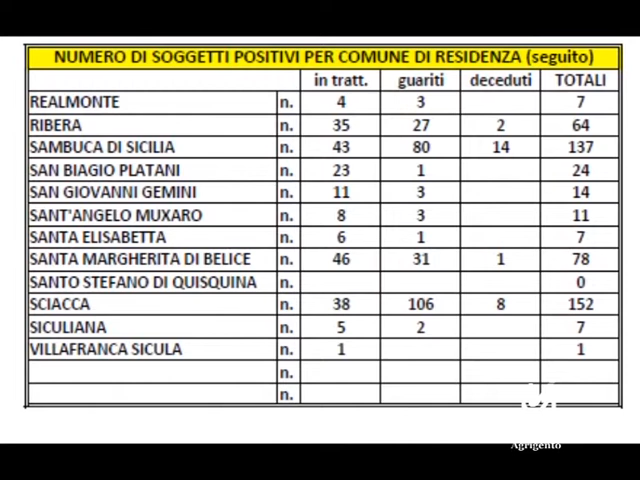 NUMERO DI SOGGETTI POSITIVI PER COMUNE DI RESIDENZA (seguito)
in tratt. guariti deceduti TOTALI
REALMONTE n. 4 3 7
RIBERA n. 35 27 2 64
SAMBUCA DI SICILIA n. 43 80 14 137
SAN BIAGIO PLATANI n. 23 1 24
SAN GIOVANNI GEMINI n. 11 3 14
SANT'ANGELO MUXARO n. 8 3 11
SANTA ELISABETTA n. 6 1 7
SANTA MARGHERITA DI BELICE n. 46 31 1 78
SANTO STEFANO DI QUISQUINA n. 0
SCIACCA n. 38 106 8 152
SICULIANA n. 5 2 7
VILLAFRANCA SICULA n. 1 1
n.
n.
Agrigento